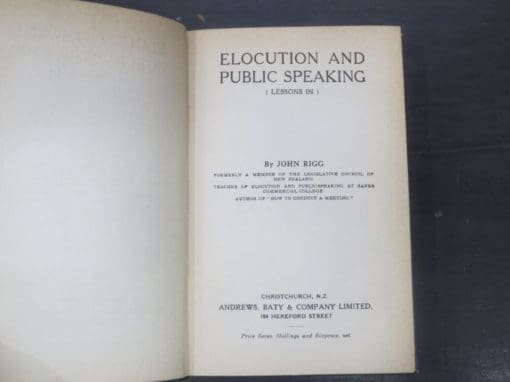 ELOCUTION AND
PUBLIC SPEAKING
( LESSONS IN )
By JOHN RIGG
FORMERLY A MEMBER OF THE LEGISLATIVE COUNCIL OF
NEW ZEALAND.
TEACHER OF ELOCUTION AND PUBLIC-SPEAKING AT BANKS
COMMERCIAL COLLEGE
AUTHOR OF "HOW TO CONDUCT A MEETING"
CHRISTCHURCH, N.Z.
ANDREWS, BATY & COMPANY LIMITED,
184 HEREFORD STREET
Price Seven Shillings and Sixpence, net.